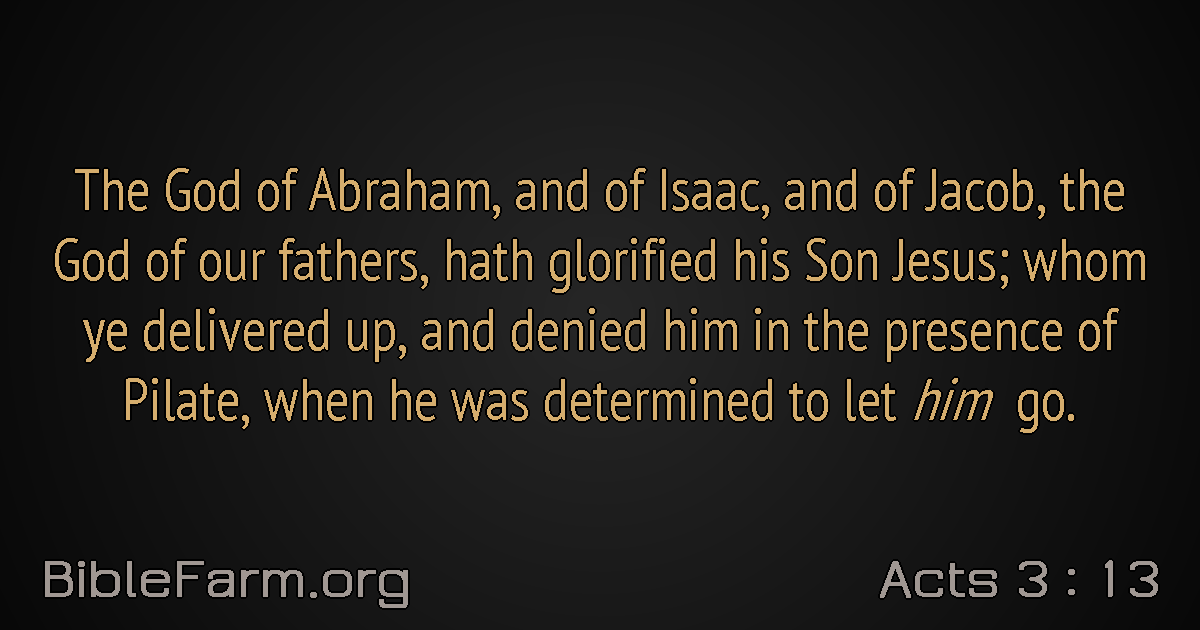 The God of Abraham, and of Isaac, and of Jacob, the
God of our fathers, hath glorified his Son Jesus; whom
ye delivered up, and denied him in the presence of
Pilate, when he was determined to let him go.
BibleFarm.org
Acts 3 : 13